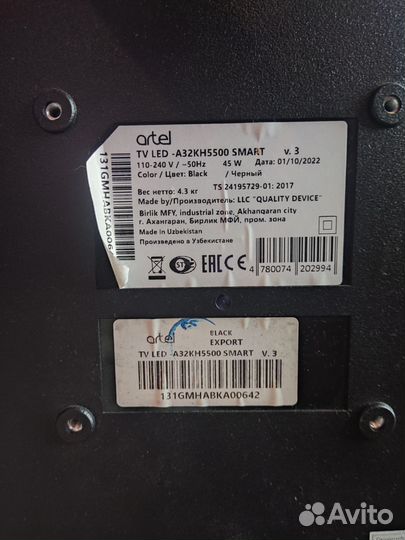 artel
TV LED -A32KH5500 SMART v. 3
110-240 V / ~50Hz 45 W Дата: 01/10/2022
Color / Цвет: Black / Черный
Вес нетто: 4.3 кг TS 24195729-01: 2017
Made by/Производитель: LLC "QUALITY DEVICE"
Birlik MFY, industrial zone, Akhangaran city
г. Ахангаран, Бирлик МФЙ, пром. зона
Made in Uzbekistan
Произведено в Узбекистане
EAC CE
4 780074 202994
131GMHABKA00642
artel BLACK
EXPORT
TV LED -A32KH5500 SMART V. 3
131GMHABKA00642
Avito